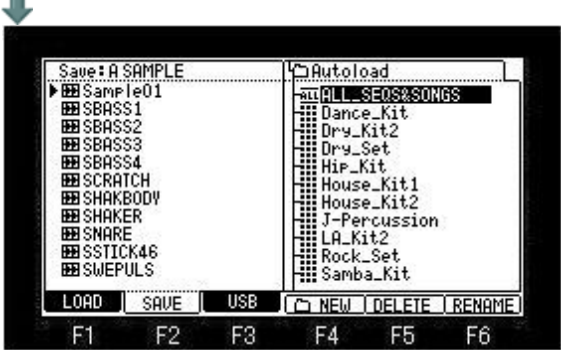 Save:A SAMPLE
Sample01
SBASS1
SBASS2
SBASS3
SBASS4
SCRATCH
SHAKBODY
SHAKER
SNARE
SSTICK46
SWEPULS
Autoload
ALL ALL_SEQS&SONGS
Dance_Kit
Dry_Kit2
Dry_Set
Hip_Kit
House_Kit1
House_Kit2
J-Percussion
LA_Kit2
Rock_Set
Samba_Kit
LOAD SAVE USB NEW DELETE RENAME
F1 F2 F3 F4 F5 F6